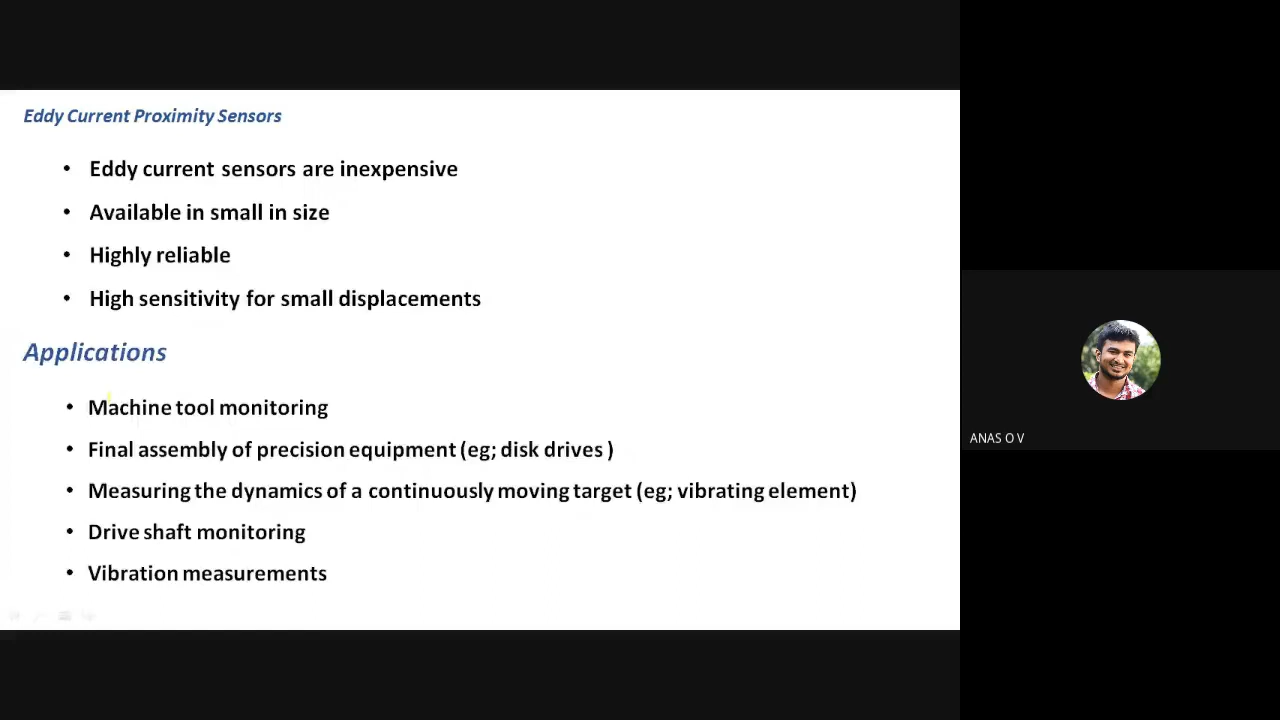 Eddy Current Proximity Sensors
• Eddy current sensors are inexpensive
• Available in small in size
• Highly reliable
• High sensitivity for small displacements
Applications
• Machine tool monitoring
• Final assembly of precision equipment (eg; disk drives )
• Measuring the dynamics of a continuously moving target (eg; vibrating element)
• Drive shaft monitoring
• Vibration measurements
ANAS O V